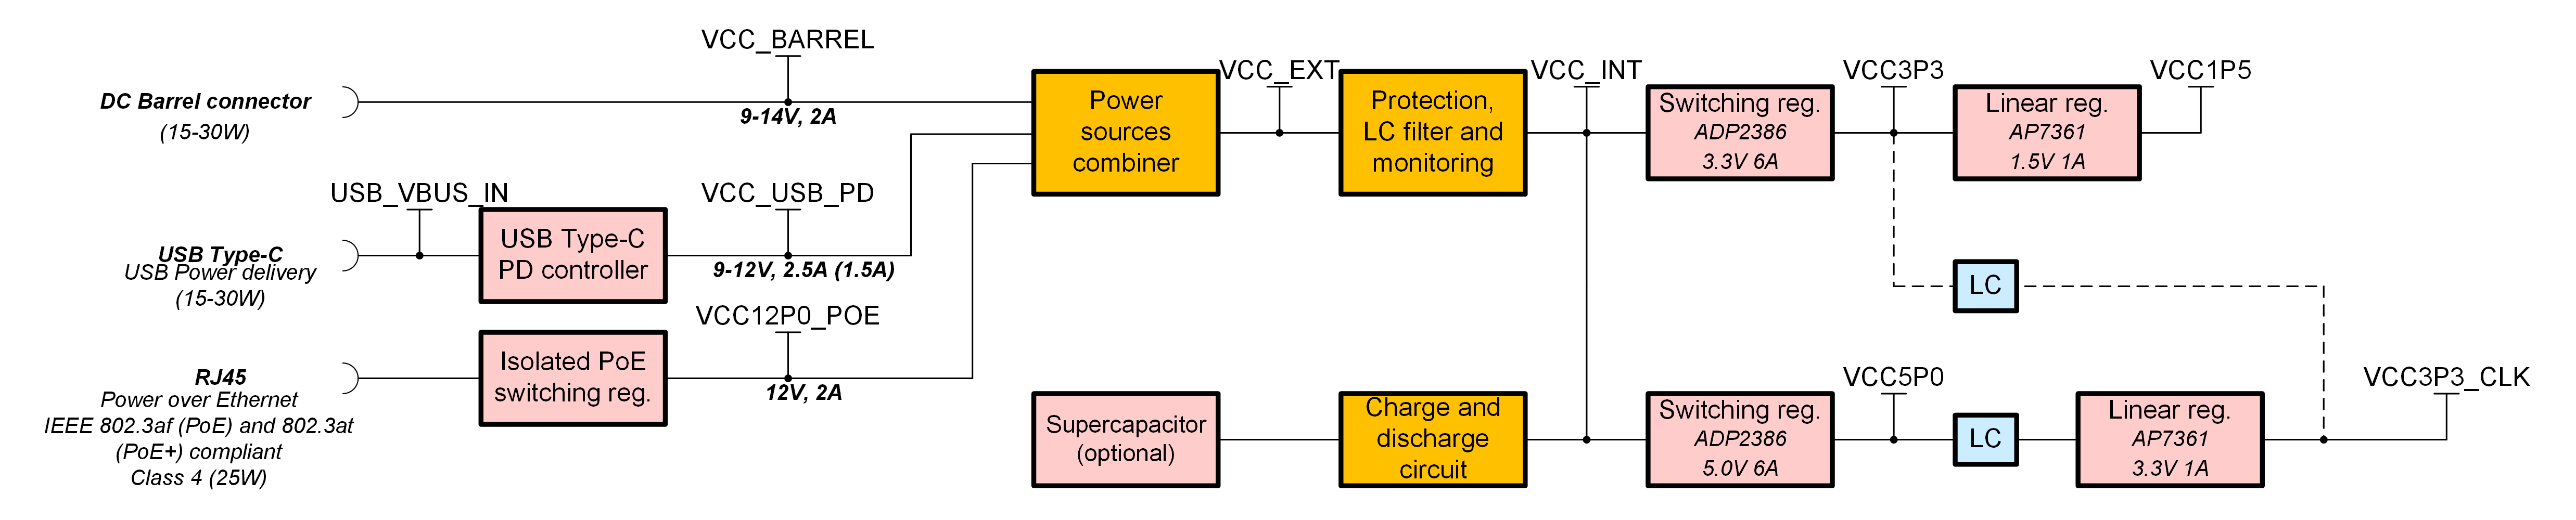 VCC_BARREL
DC Barrel connector
(15-30W)
9-14V, 2A
USB_VBUS_IN
USB Type-C
USB Power delivery
(15-30W)
USB Type-C
PD controller
VCC_USB_PD
9-12V, 2.5A (1.5A)
RJ45
Power over Ethernet
IEEE 802.3af (PoE) and 802.3at
(PoE+) compliant
Class 4 (25W)
Isolated PoE
switching reg.
VCC12P0_POE
12V, 2A
Power
sources
combiner
VCC_EXT
Protection,
LC filter and
monitoring
VCC_INT
Switching reg.
ADP2386
3.3V 6A
VCC3P3
Linear reg.
AP7361
1.5V 1A
VCC1P5
LC
Supercapacitor
(optional)
Charge and
discharge
circuit
Switching reg.
ADP2386
5.0V 6A
VCC5P0
LC
Linear reg.
AP7361
3.3V 1A
VCC3P3_CLK